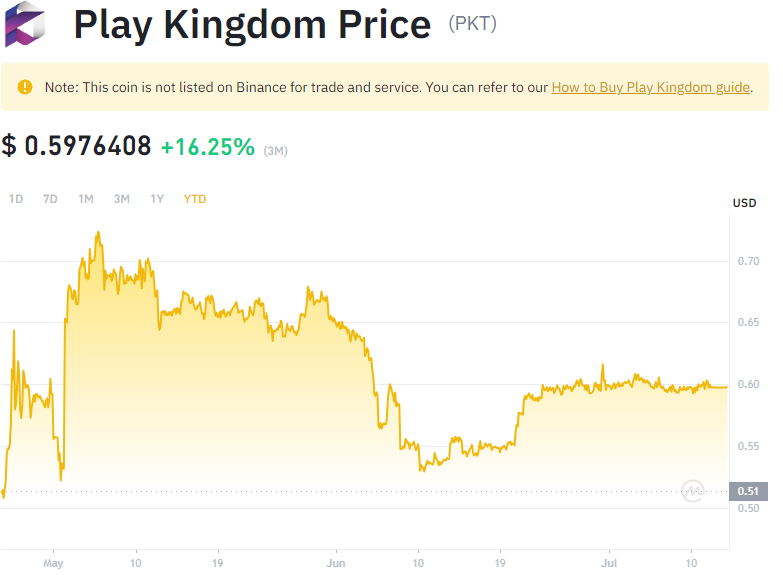 Play Kingdom Price (PKT)
Note: This coin is not listed on Binance for trade and service. You can refer to our How to Buy Play Kingdom guide.
$ 0.5976408 +16.25% (3M)
1D 7D 1M 3M 1Y YTD
USD
0.70
0.65
0.60
0.55
0.51
0.50
May 10 19 Jun 10 19 Jul 10